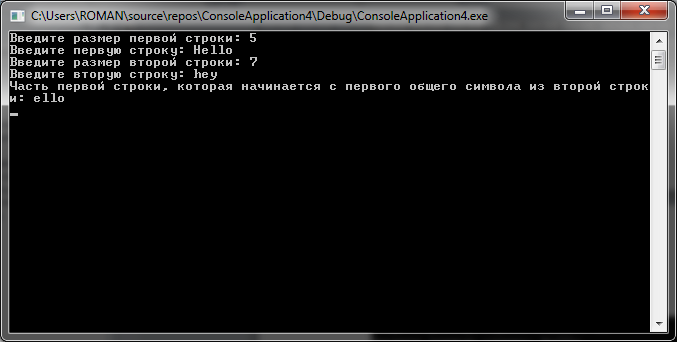 C:\Users\ROMAN\source\repos\ConsoleApplication4\Debug\ConsoleApplication4.exe
Введите размер первой строки: 5
Введите первую строку: Hello
Введите размер второй строки: 7
Введите вторую строку: hey
Часть первой строки, которая начинается с первого общего символа из второй строк
и: ello